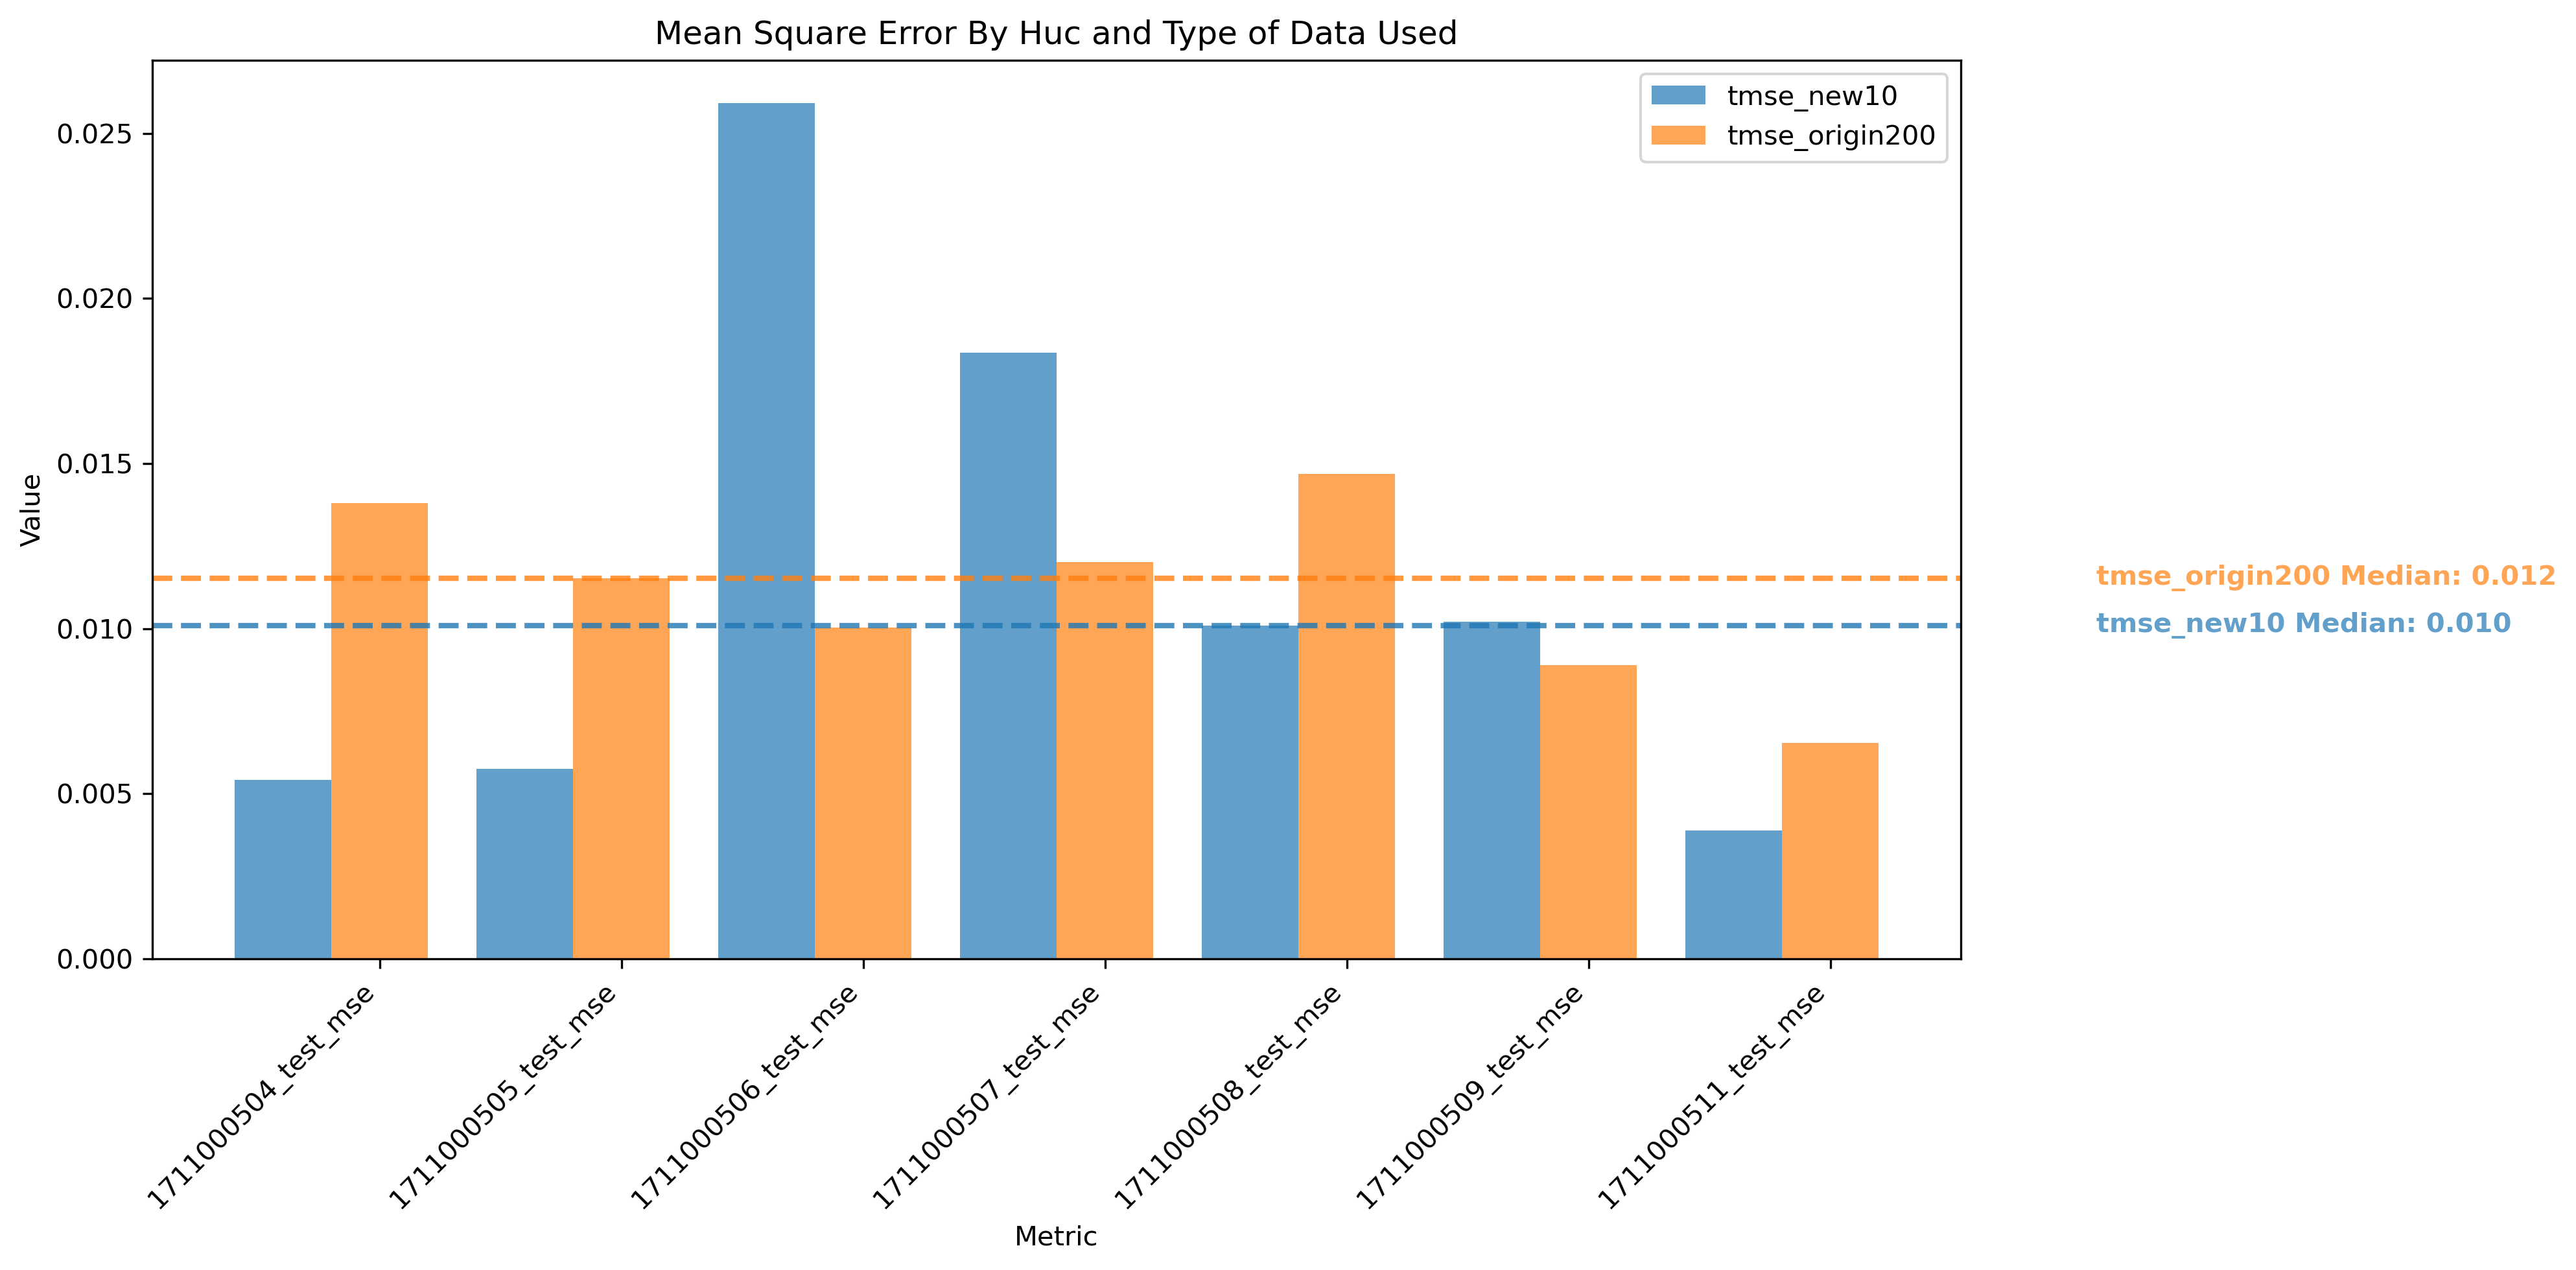 Mean Square Error By Huc and Type of Data Used
tmse_new10
tmse_origin200
Value
0.025
0.020
0.015
0.010
0.005
0.000
tmse_origin200 Median: 0.012
tmse_new10 Median: 0.010
1711000504_test_mse
1711000505_test_mse
1711000506_test_mse
1711000507_test_mse
1711000508_test_mse
1711000509_test_mse
1711000511_test_mse
Metric